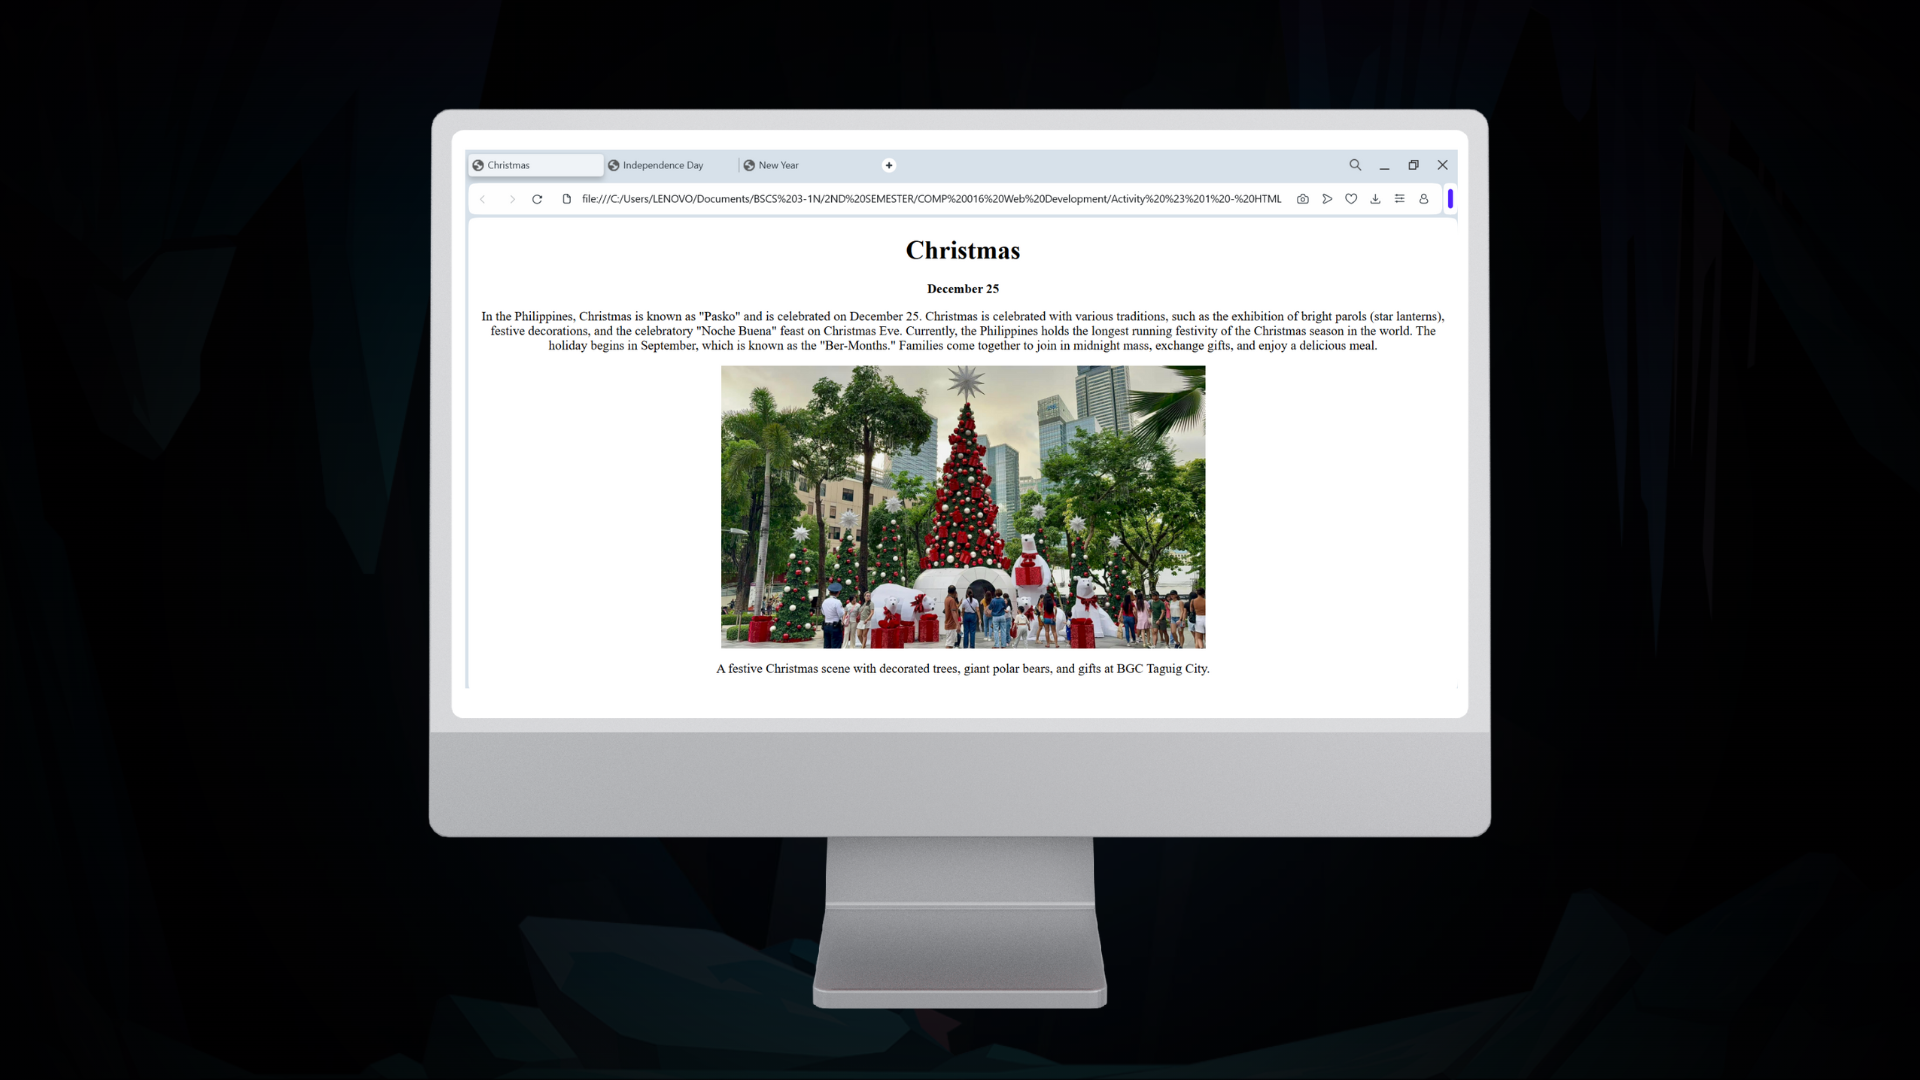 Christmas
Independence Day
New Year
file:///C:/Users/LENOVO/Documents/BSCS%203-1N/2ND%20SEMESTER/COMP%20016%20Web%20Development/Activity%20%23%201%20-%20HTML
Christmas
December 25
In the Philippines, Christmas is known as "Pasko" and is celebrated on December 25. Christmas is celebrated with various traditions, such as the exhibition of bright parols (star lanterns),
festive decorations, and the celebratory "Noche Buena" feast on Christmas Eve. Currently, the Philippines holds the longest running festivity of the Christmas season in the world. The
holiday begins in September, which is known as the "Ber-Months." Families come together to join in midnight mass, exchange gifts, and enjoy a delicious meal.
A festive Christmas scene with decorated trees, giant polar bears, and gifts at BGC Taguig City.